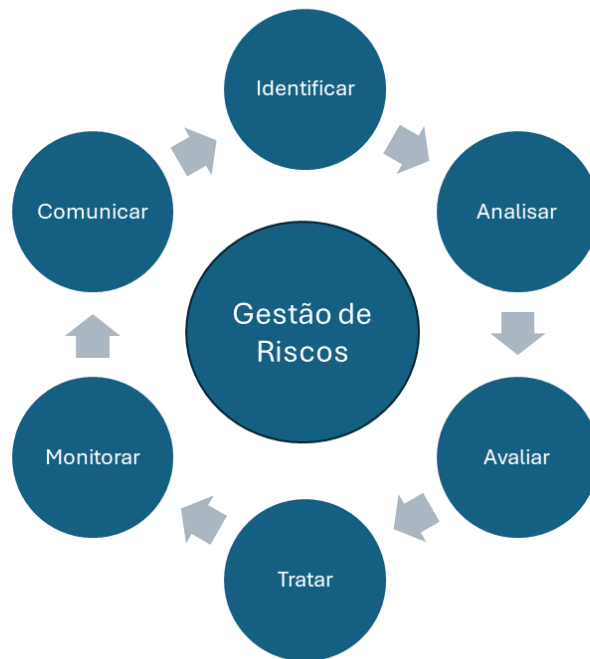 Identificar
Analisar
Avaliar
Tratar
Monitorar
Comunicar
Gestão de
Riscos